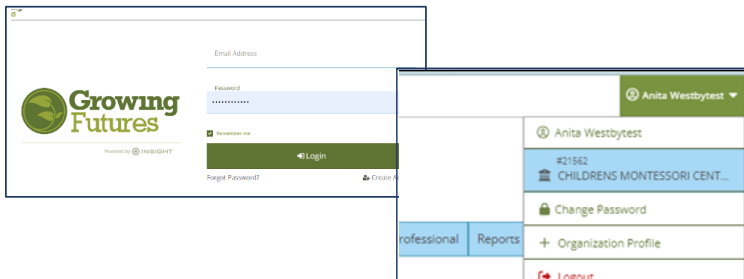 Email Address
Password
············
Growing
Futures
Powered by INSIGHT
Remember me
Login
Forgot Password?
Create A
Anita Westbytest
Anita Westbytest
#21562
CHILDRENS MONTESSORI CENT...
Change Password
rofessional
Reports
+ Organization Profile
Logout